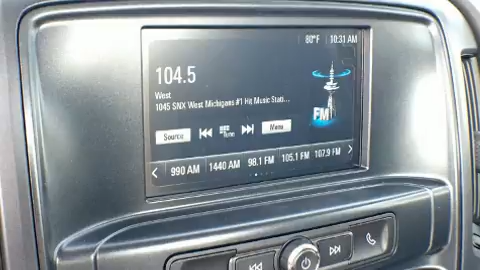 80°F 10:31 AM
104.5
West
1045 SNX West Michigans #1 Hit Music Stati...
FM
Source Tune Menu
990 AM 1440 AM 98.1 FM 105.1 FM 107.9 FM